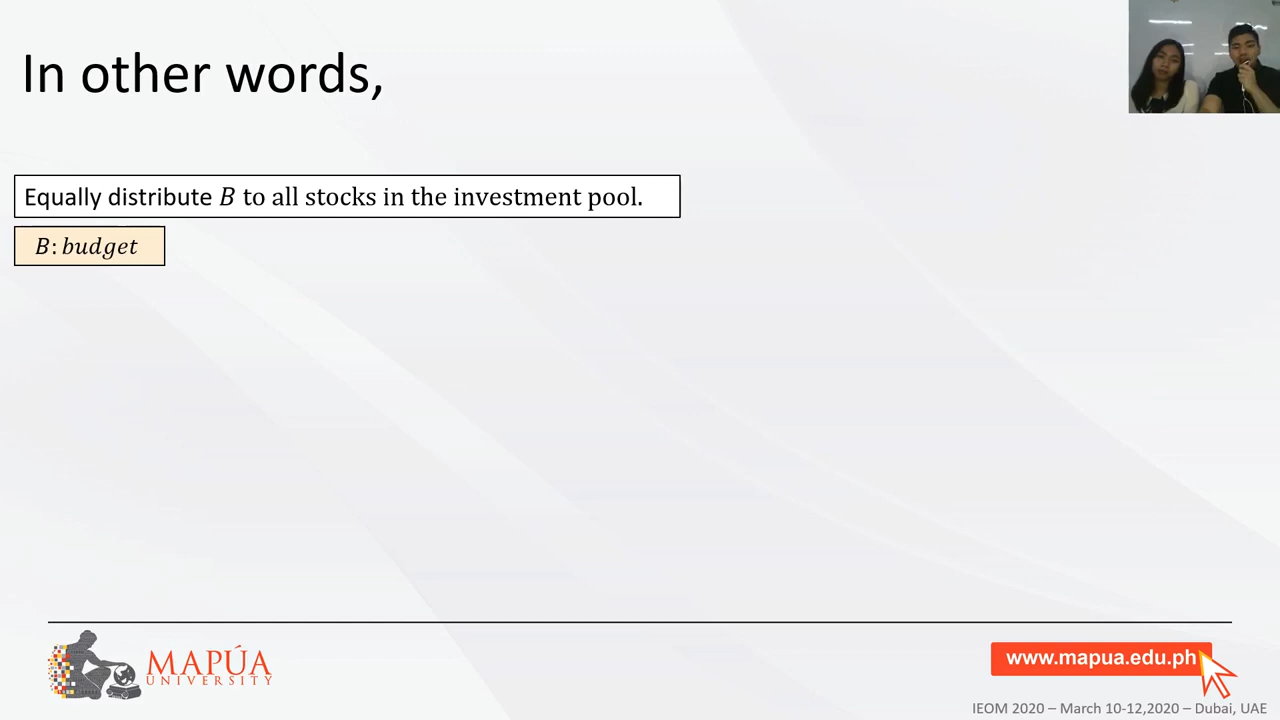 In other words,
Equally distribute B to all stocks in the investment pool.
B: budget
MAPÚA
UNIVERSITY
www.mapua.edu.ph
IEOM 2020 – March 10-12,2020 – Dubai, UAE